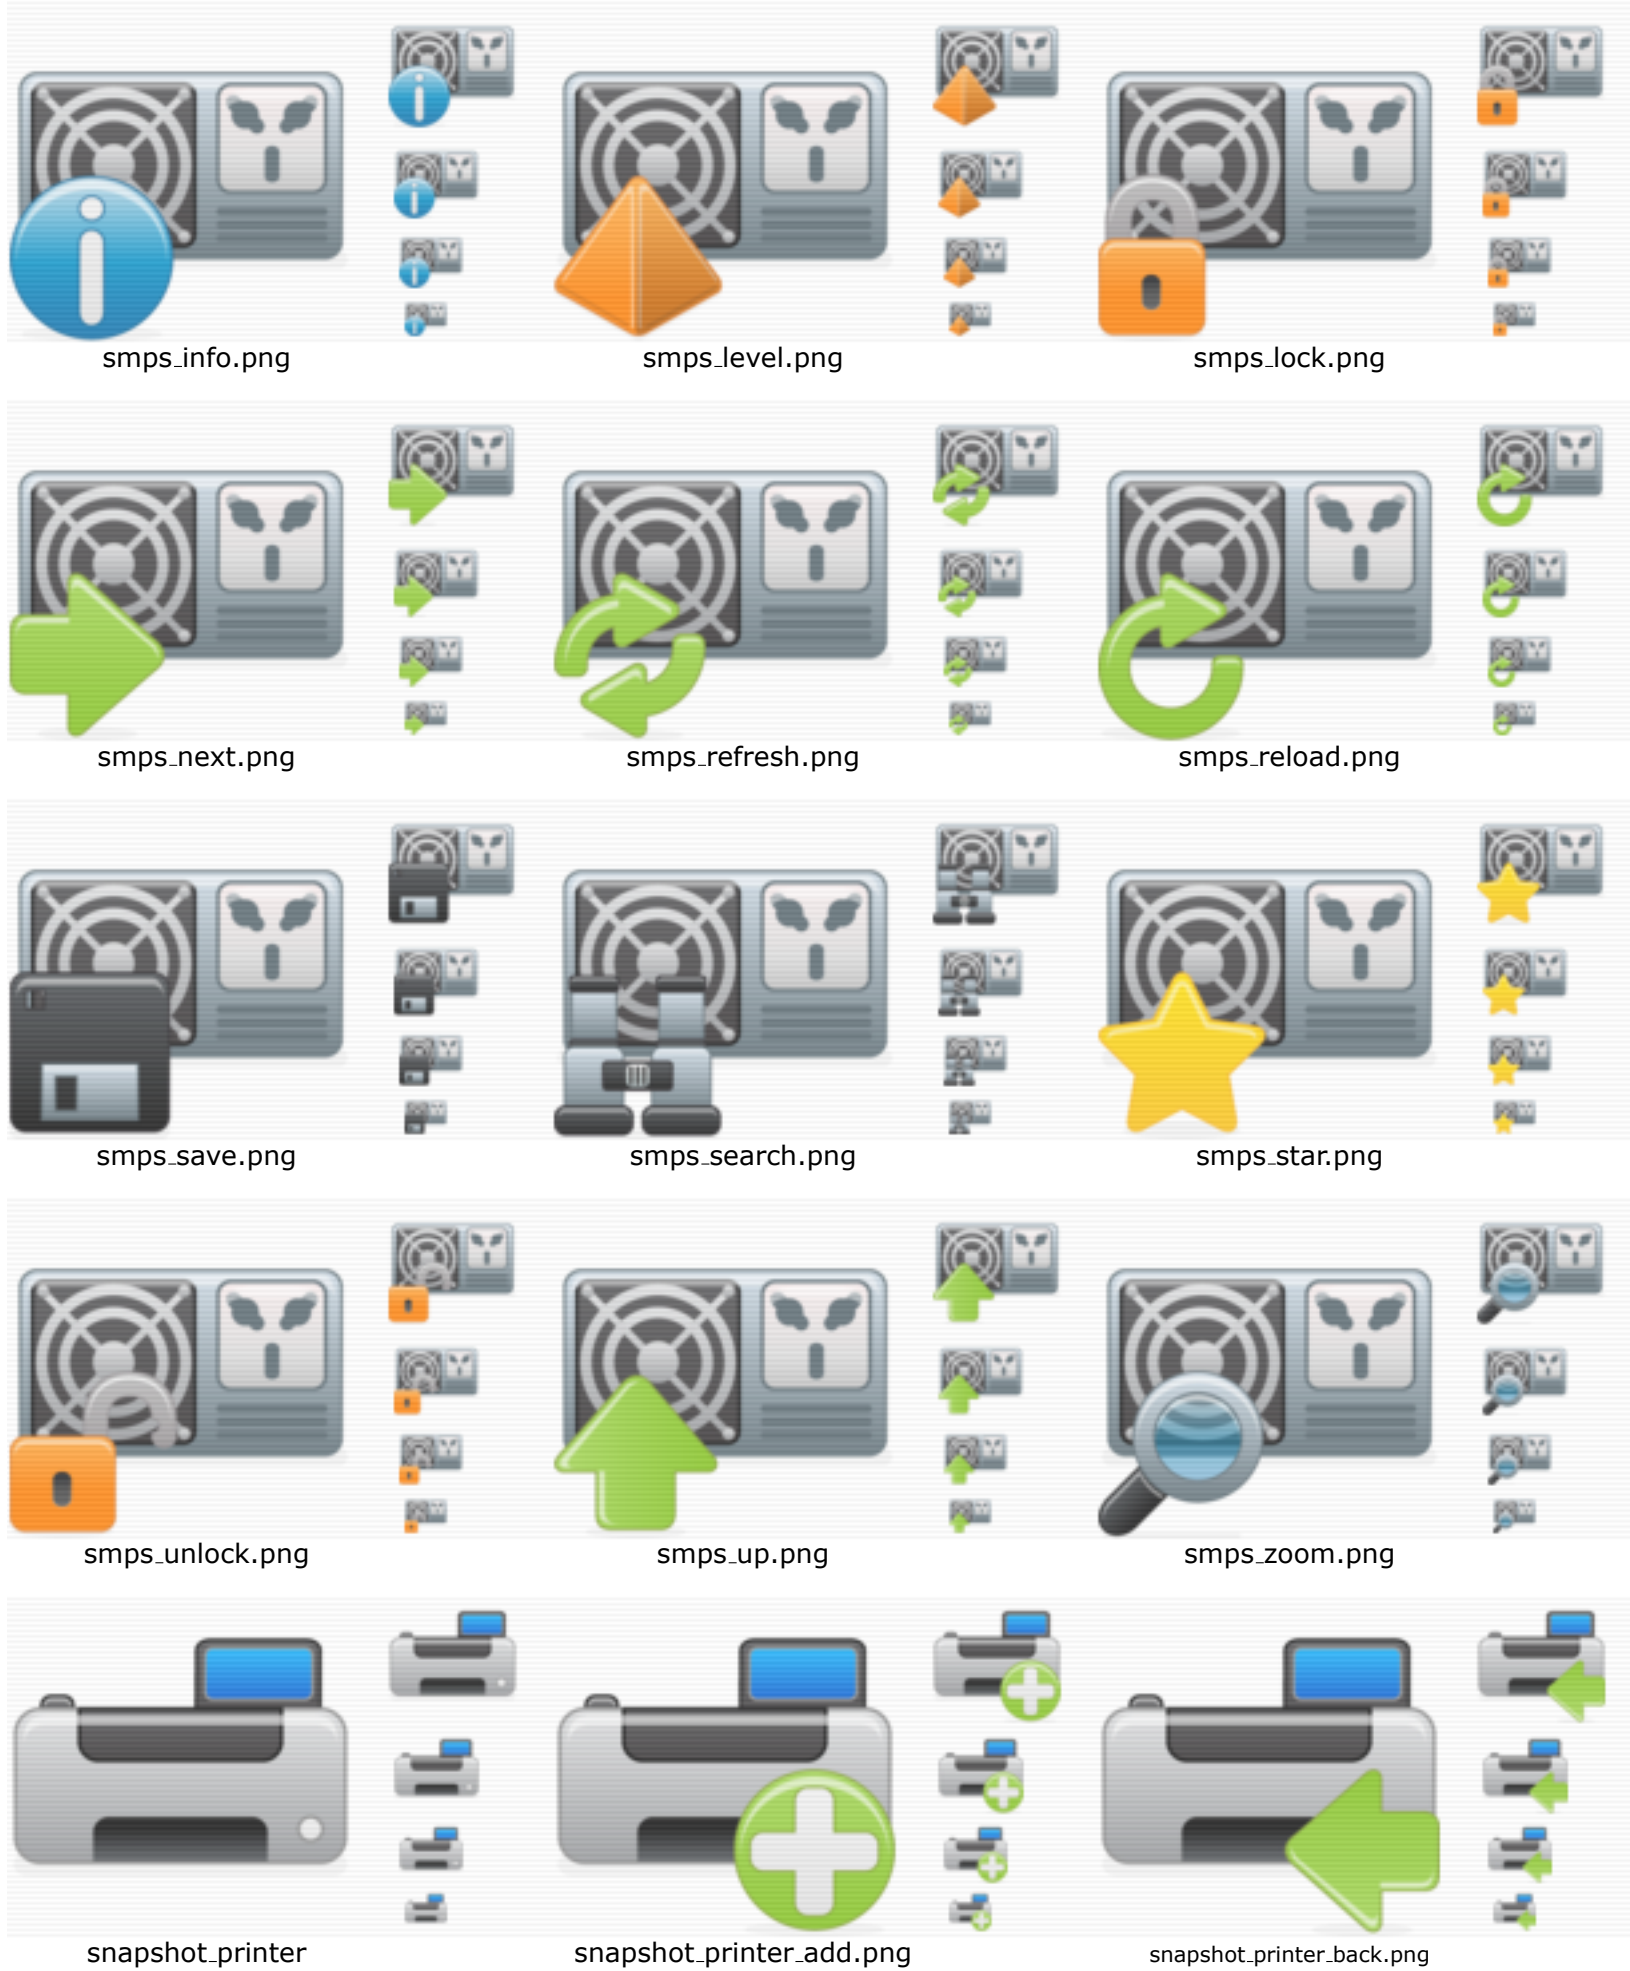 smps_info.png
smps_level.png
smps_lock.png
smps_next.png
smps_refresh.png
smps_reload.png
smps_save.png
smps_search.png
smps_star.png
smps_unlock.png
smps_up.png
smps_zoom.png
snapshot_printer
snapshot_printer_add.png
snapshot_printer_back.png